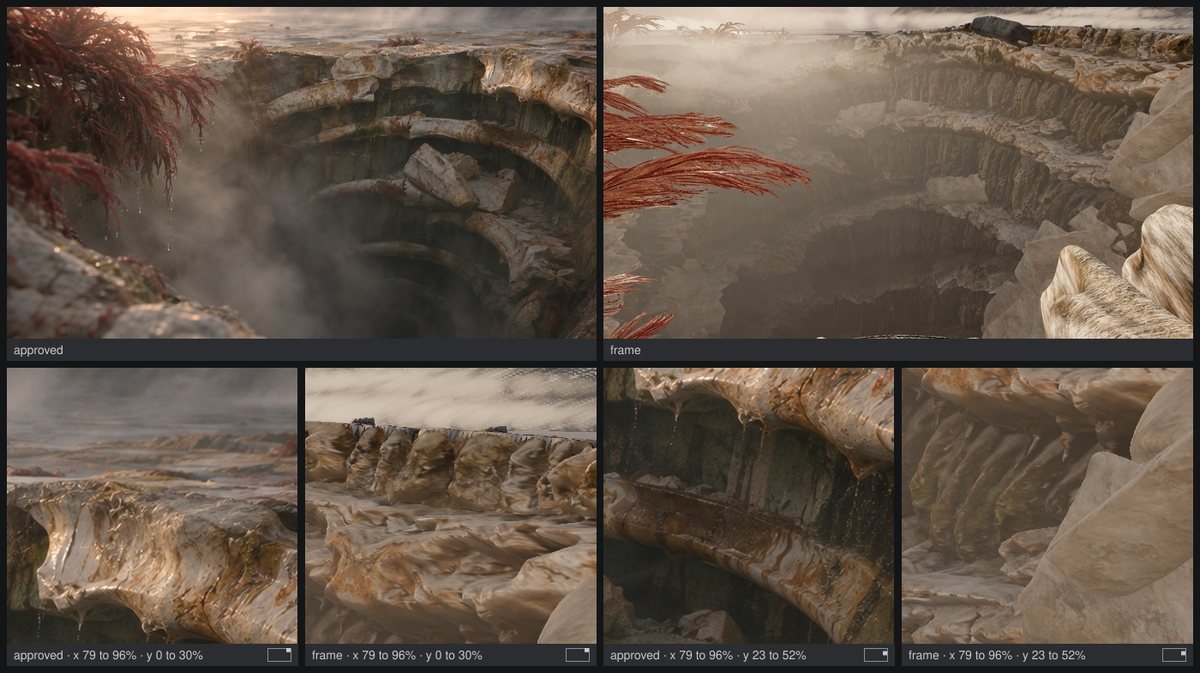 approved
frame
approved · x 79 to 96% · y 0 to 30%
frame · x 79 to 96% · y 0 to 30%
approved · x 79 to 96% · y 23 to 52%
frame · x 79 to 96% · y 23 to 52%